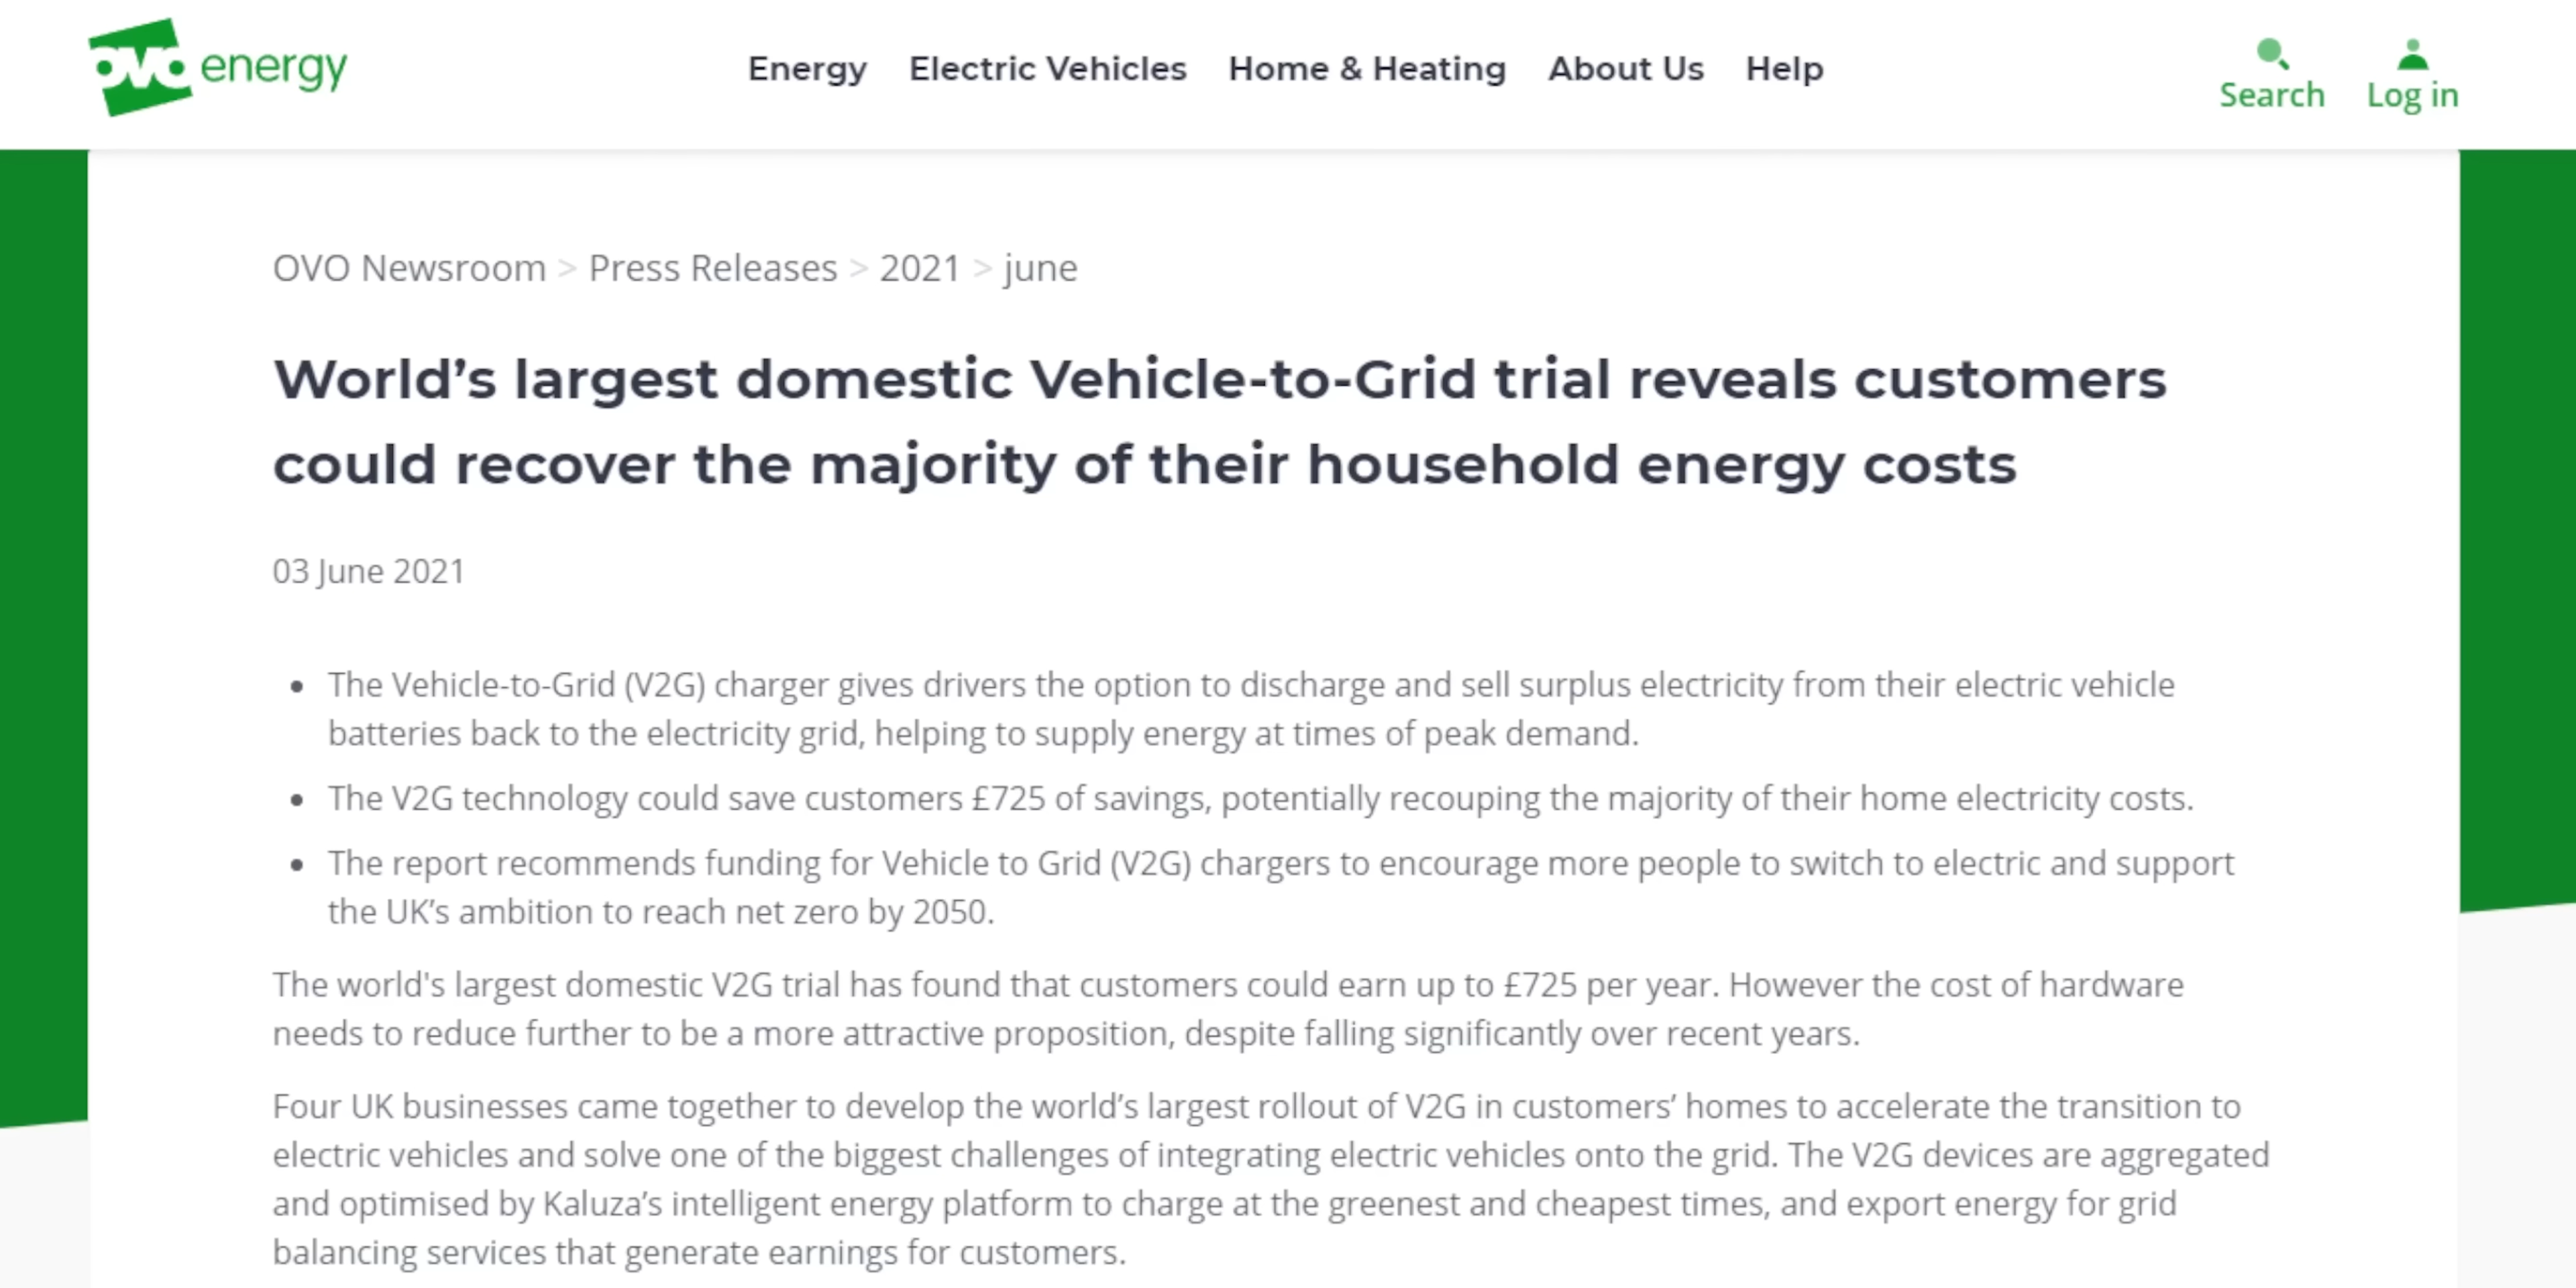 ovo energy
Energy Electric Vehicles Home & Heating About Us Help
Search Log in
OVO Newsroom > Press Releases > 2021 > june
World’s largest domestic Vehicle-to-Grid trial reveals customers
could recover the majority of their household energy costs
03 June 2021
• The Vehicle-to-Grid (V2G) charger gives drivers the option to discharge and sell surplus electricity from their electric vehicle
batteries back to the electricity grid, helping to supply energy at times of peak demand.
• The V2G technology could save customers £725 of savings, potentially recouping the majority of their home electricity costs.
• The report recommends funding for Vehicle to Grid (V2G) chargers to encourage more people to switch to electric and support
the UK’s ambition to reach net zero by 2050.
The world's largest domestic V2G trial has found that customers could earn up to £725 per year. However the cost of hardware
needs to reduce further to be a more attractive proposition, despite falling significantly over recent years.
Four UK businesses came together to develop the world’s largest rollout of V2G in customers’ homes to accelerate the transition to
electric vehicles and solve one of the biggest challenges of integrating electric vehicles onto the grid. The V2G devices are aggregated
and optimised by Kaluza’s intelligent energy platform to charge at the greenest and cheapest times, and export energy for grid
balancing services that generate earnings for customers.